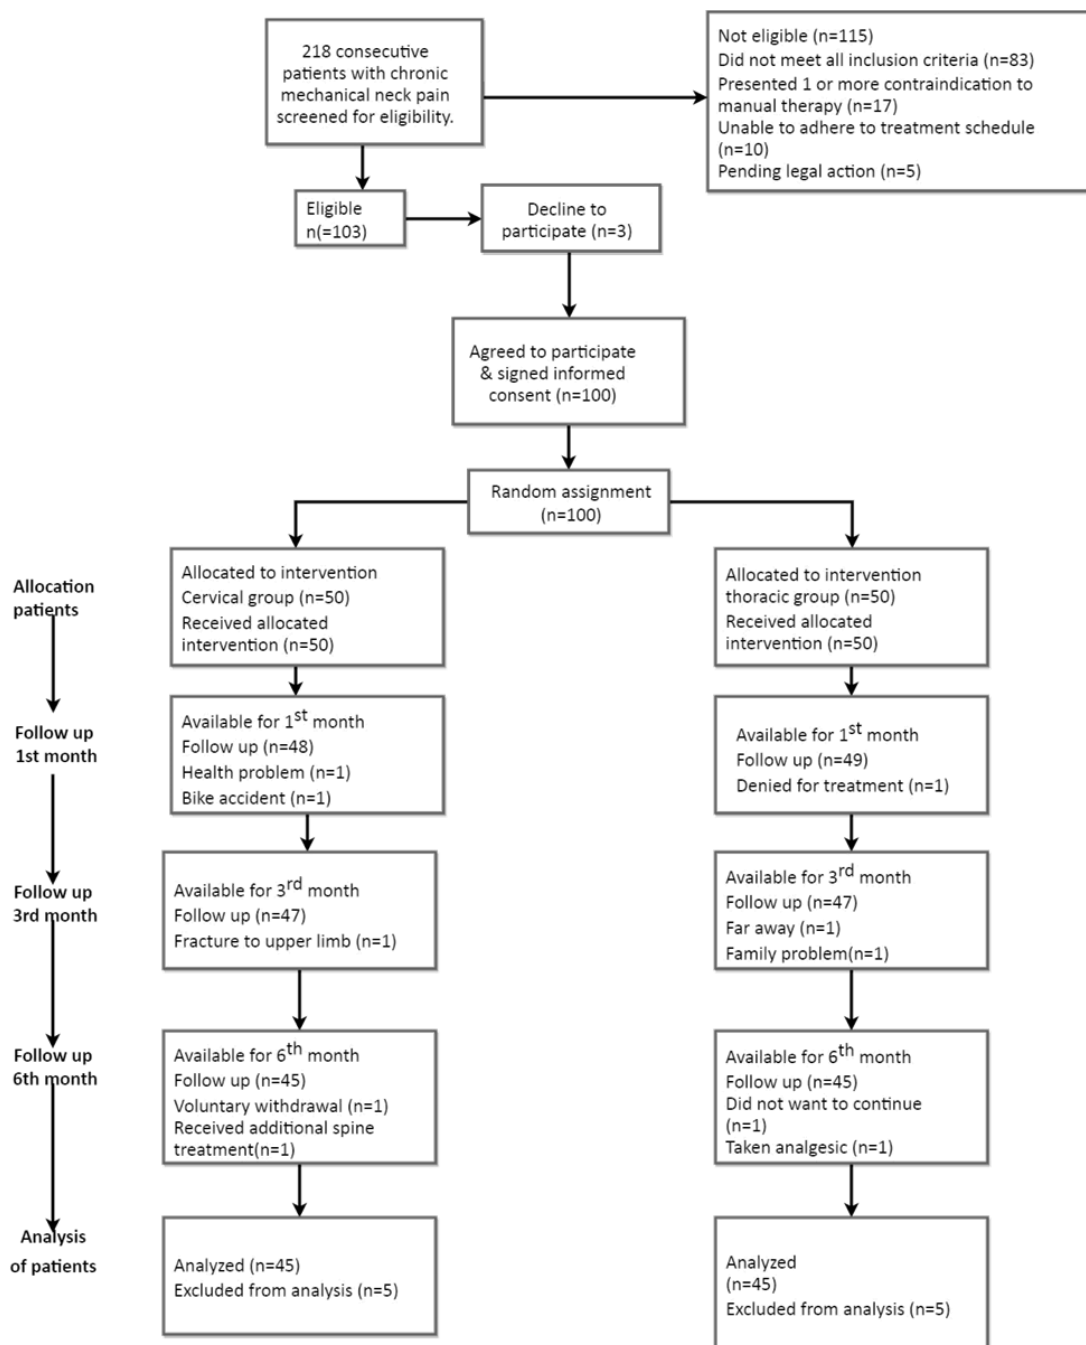 218 consecutive
patients with chronic
mechanical neck pain
screened for eligibility.
Not eligible (n=115)
Did not meet all inclusion criteria (n=83)
Presented 1 or more contraindication to
manual therapy (n=17)
Unable to adhere to treatment schedule
(n=10)
Pending legal action (n=5)
Eligible
n(=103)
Decline to
participate (n=3)
Agreed to participate
& signed informed
consent (n=100)
Random assignment
(n=100)
Allocation
patients
Allocated to intervention
Cervical group (n=50)
Received allocated
intervention (n=50)
Allocated to intervention
thoracic group (n=50)
Received allocated
intervention (n=50)
Follow up
1st month
Available for 1st month
Follow up (n=48)
Health problem (n=1)
Bike accident (n=1)
Available for 1st month
Follow up (n=49)
Denied for treatment (n=1)
Follow up
3rd month
Available for 3rd month
Follow up (n=47)
Fracture to upper limb (n=1)
Available for 3rd month
Follow up (n=47)
Far away (n=1)
Family problem(n=1)
Follow up
6th month
Available for 6th month
Follow up (n=45)
Voluntary withdrawal (n=1)
Received additional spine
treatment(n=1)
Available for 6th month
Follow up (n=45)
Did not want to continue
(n=1)
Taken analgesic (n=1)
Analysis
of patients
Analyzed (n=45)
Excluded from analysis (n=5)
Analyzed
(n=45)
Excluded from analysis (n=5)